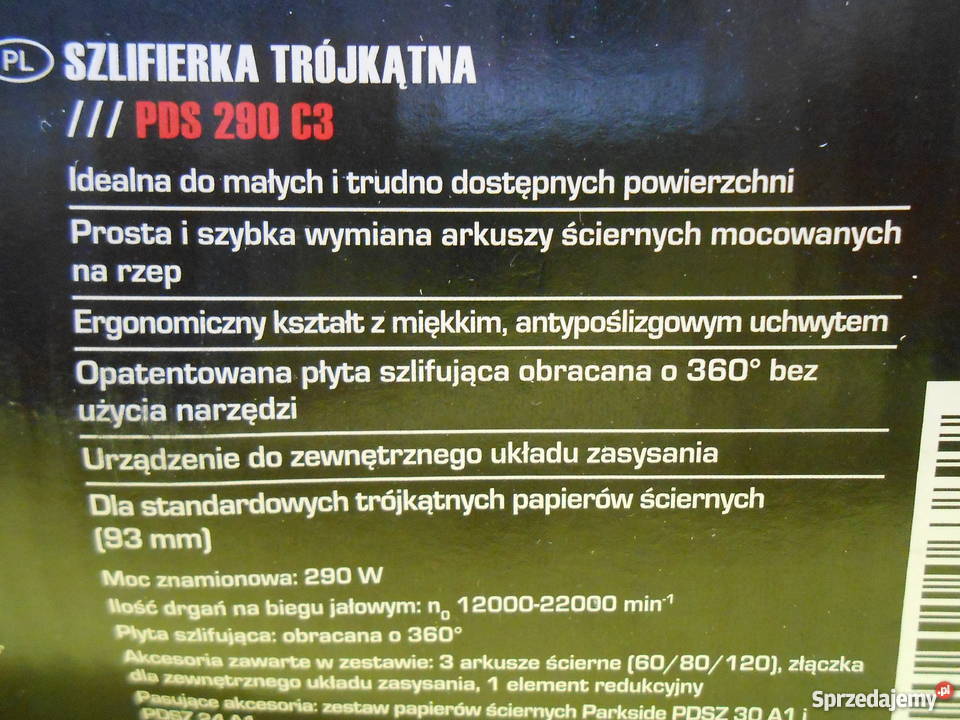 PL SZLIFIERKA TRÓJKĄTNA
/// PDS 290 C3
Idealna do małych i trudno dostępnych powierzchni
Prosta i szybka wymiana arkuszy ściernych mocowanych
na rzep
Ergonomiczny kształt z miękkim, antypoślizgowym uchwytem
Opatentowana płyta szlifująca obracana o 360° bez
użycia narzędzi
Urządzenie do zewnętrznego układu zasysania
Dla standardowych trójkątnych papierów ściernych
(93 mm)
Moc znamionowa: 290 W
Ilość drgań na biegu jałowym: n₀ 12000-22000 min⁻¹
Płyta szlifująca: obracana o 360°
Akcesoria zawarte w zestawie: 3 arkusze ścierne (60/80/120), złączka
dla zewnętrznego układu zasysania, 1 element redukcyjny
Pasujące akcesoria: zestaw papierów ściernych Parkside PDSZ 30 A1 i
PDSZ 24 A1
Sprzedajemy.pl